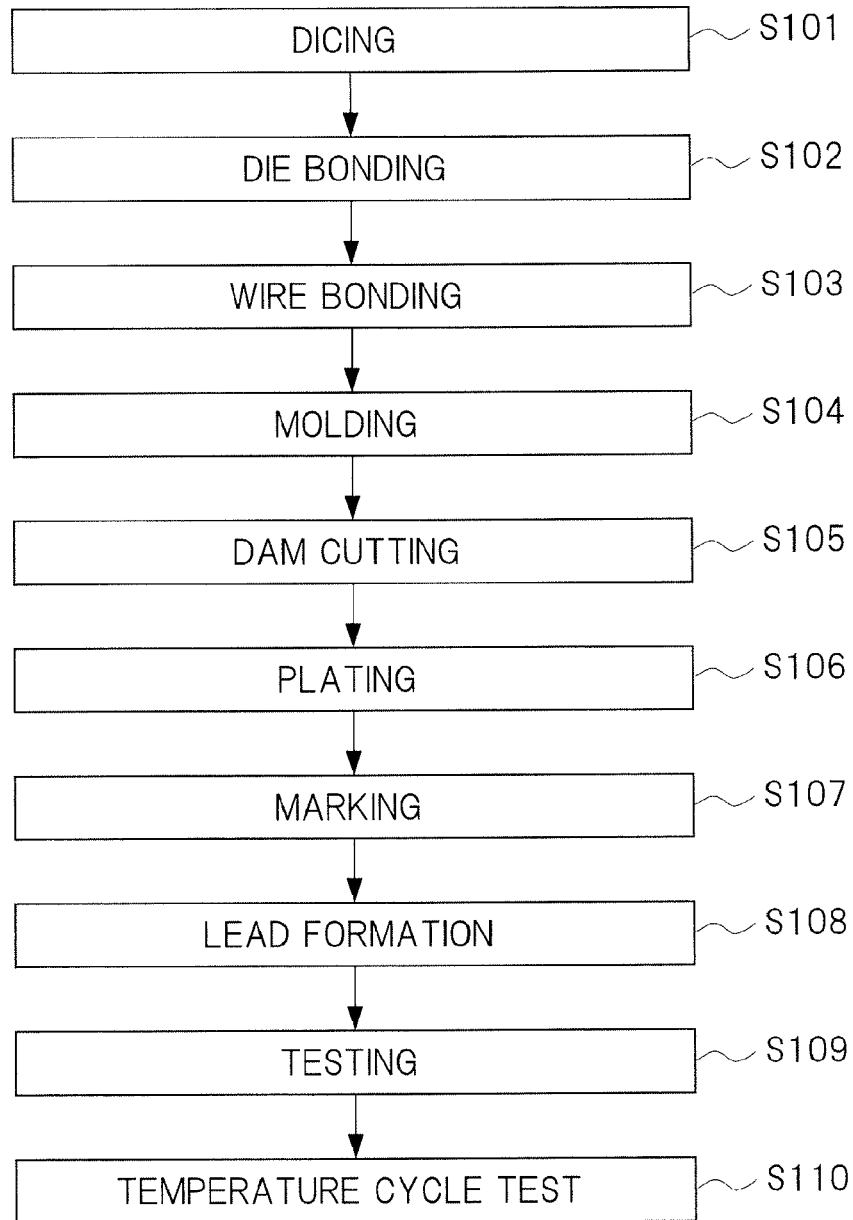 DICING S101
DIE BONDING S102
WIRE BONDING S103
MOLDING S104
DAM CUTTING S105
PLATING S106
MARKING S107
LEAD FORMATION S108
TESTING S109
TEMPERATURE CYCLE TEST S110